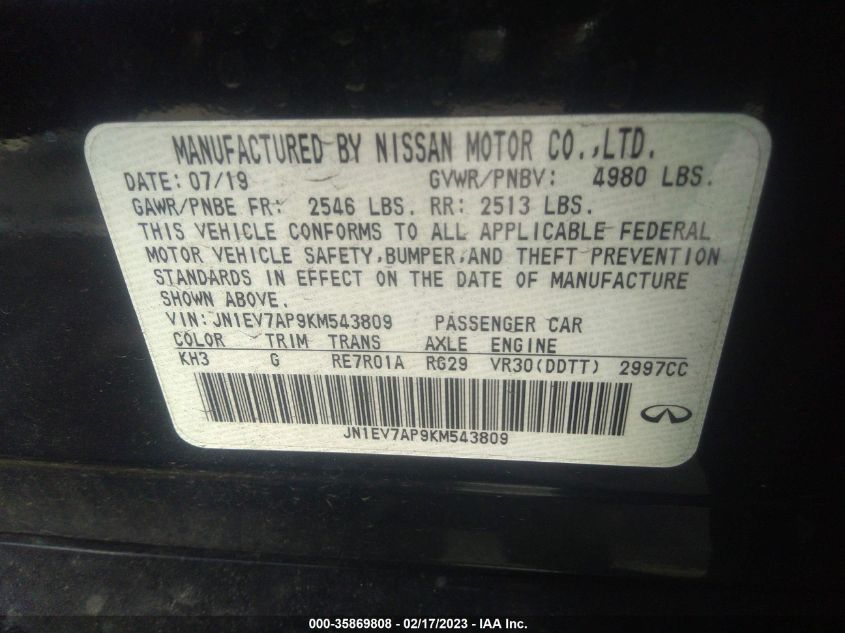 MANUFACTURED BY NISSAN MOTOR CO.,LTD.
DATE: 07/19 GVWR/PNBV: 4980 LBS.
GAWR/PNBE FR: 2546 LBS. RR: 2513 LBS.
THIS VEHICLE CONFORMS TO ALL APPLICABLE FEDERAL
MOTOR VEHICLE SAFETY,BUMPER,AND THEFT PREVENTION
STANDARDS IN EFFECT ON THE DATE OF MANUFACTURE
SHOWN ABOVE.
VIN:JN1EV7AP9KM543809 PASSENGER CAR
COLOR TRIM TRANS AXLE ENGINE
KH3 G RE7R01A RG29 VR30(DDTT) 2997CC
JN1EV7AP9KM543809
000-35869808 - 02/17/2023 - IAA Inc.